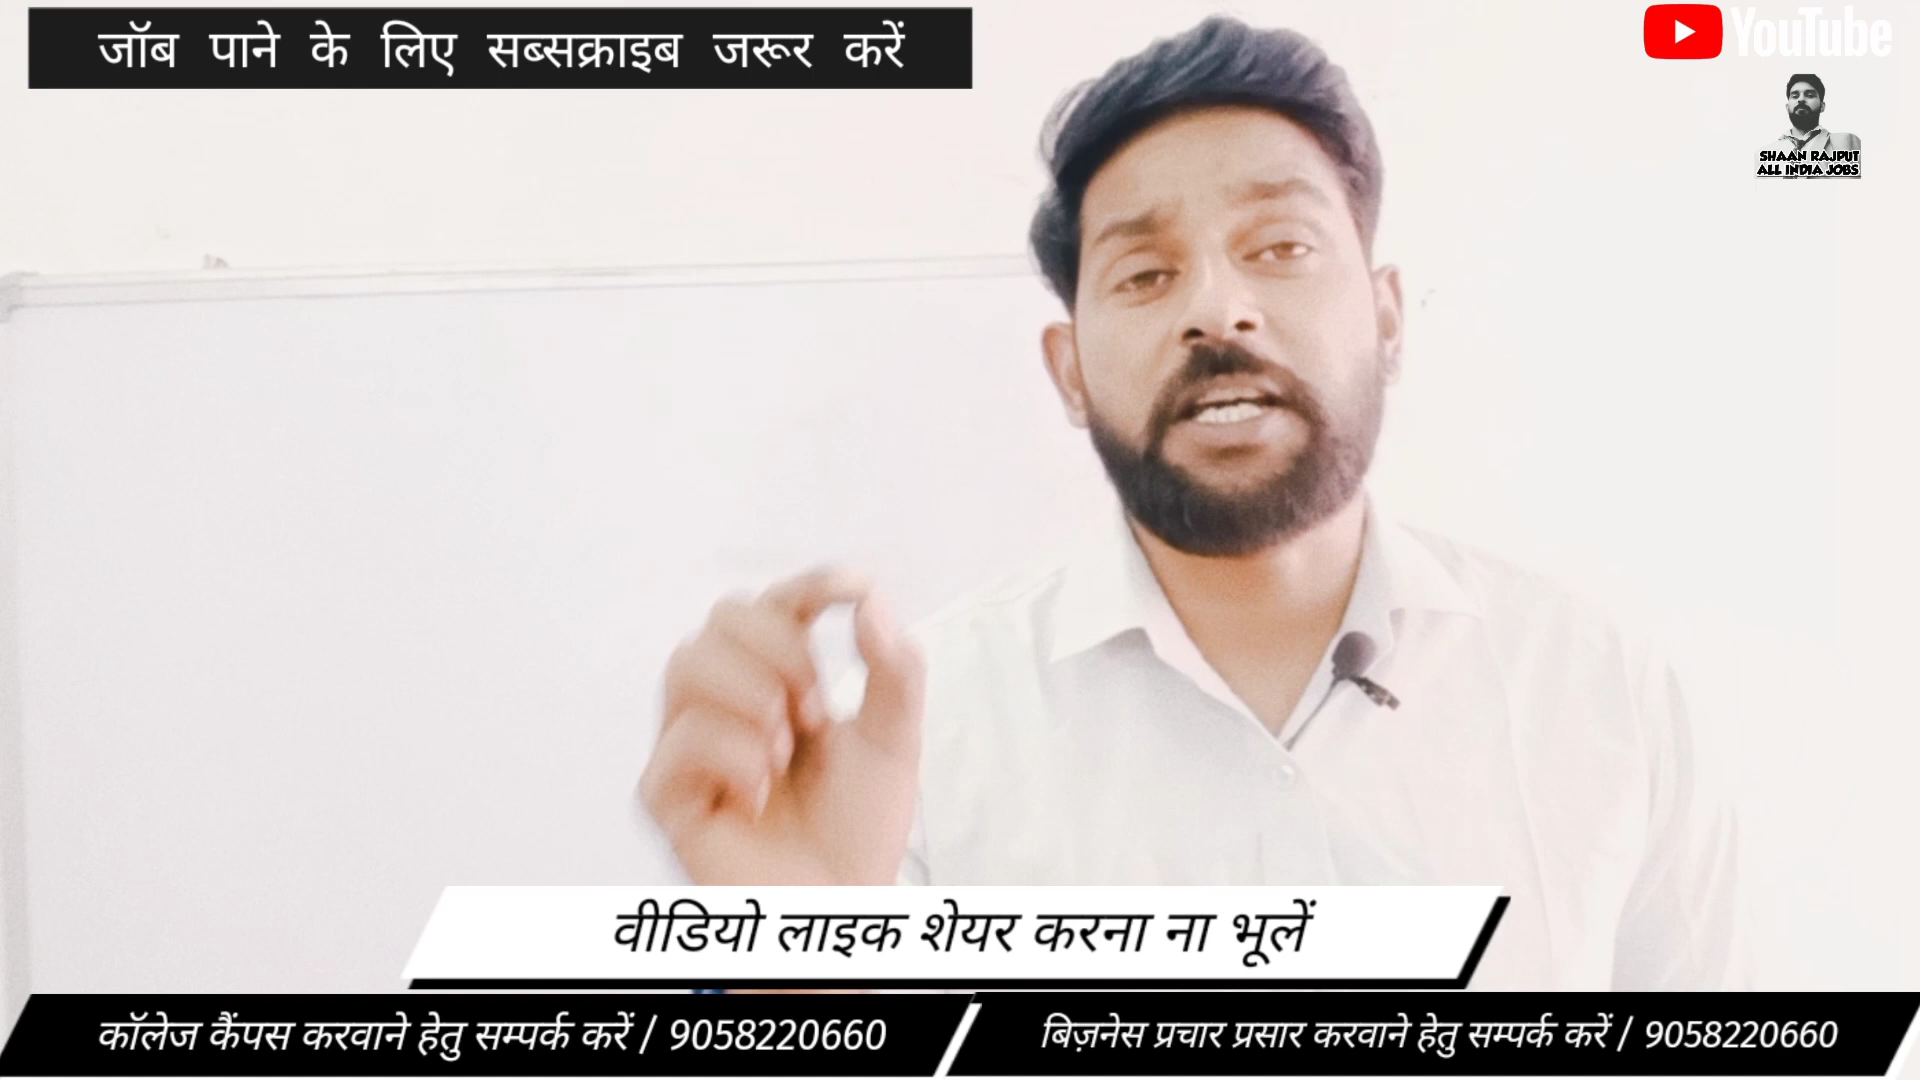 जॉब पाने के लिए सब्सक्राइब जरूर करें
YouTube
SHAAN RAJPUT
ALL INDIA JOBS
वीडियो लाइक शेयर करना ना भूलें
कॉलेज कैंपस करवाने हेतु सम्पर्क करें / 9058220660
बिज़नेस प्रचार प्रसार करवाने हेतु सम्पर्क करें / 9058220660